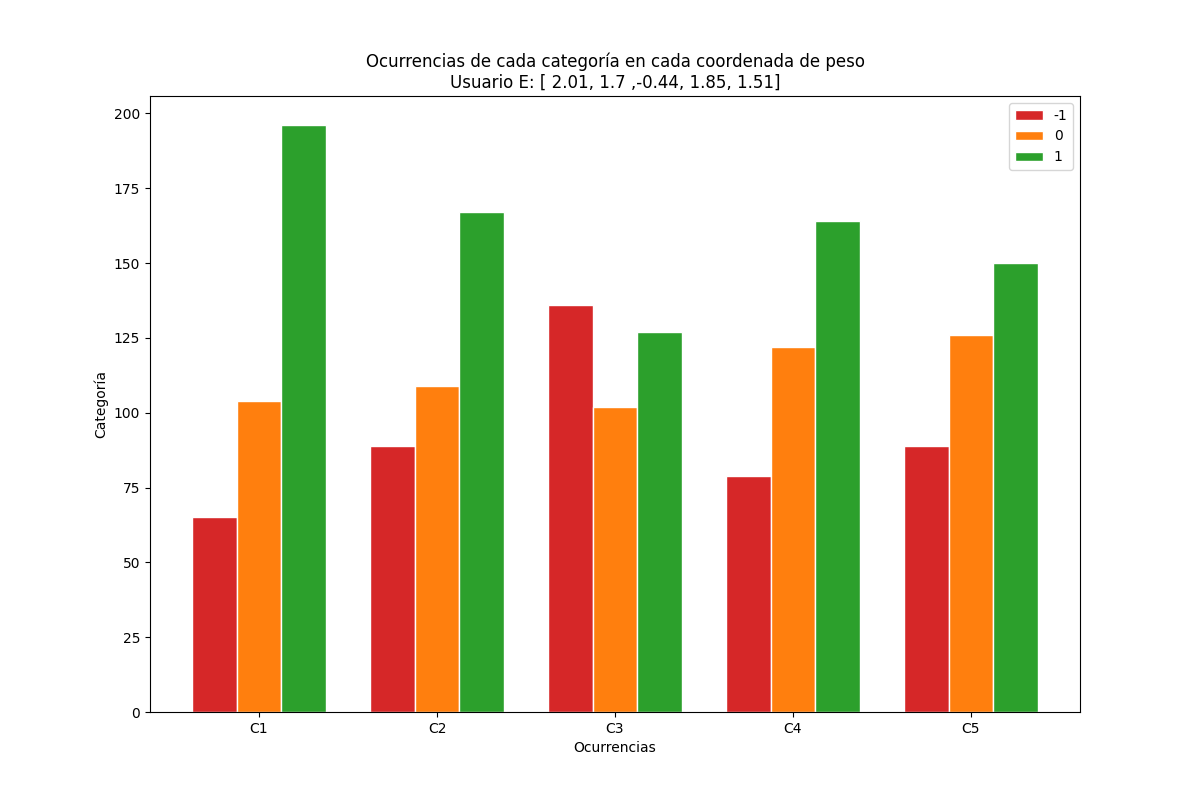 Ocurrencias de cada categoría en cada coordenada de peso
Usuario E: [ 2.01, 1.7 ,-0.44, 1.85, 1.51]
-1
0
1
200
175
150
125
100
75
50
25
0
Categoría
C1 C2 C3 C4 C5
Ocurrencias